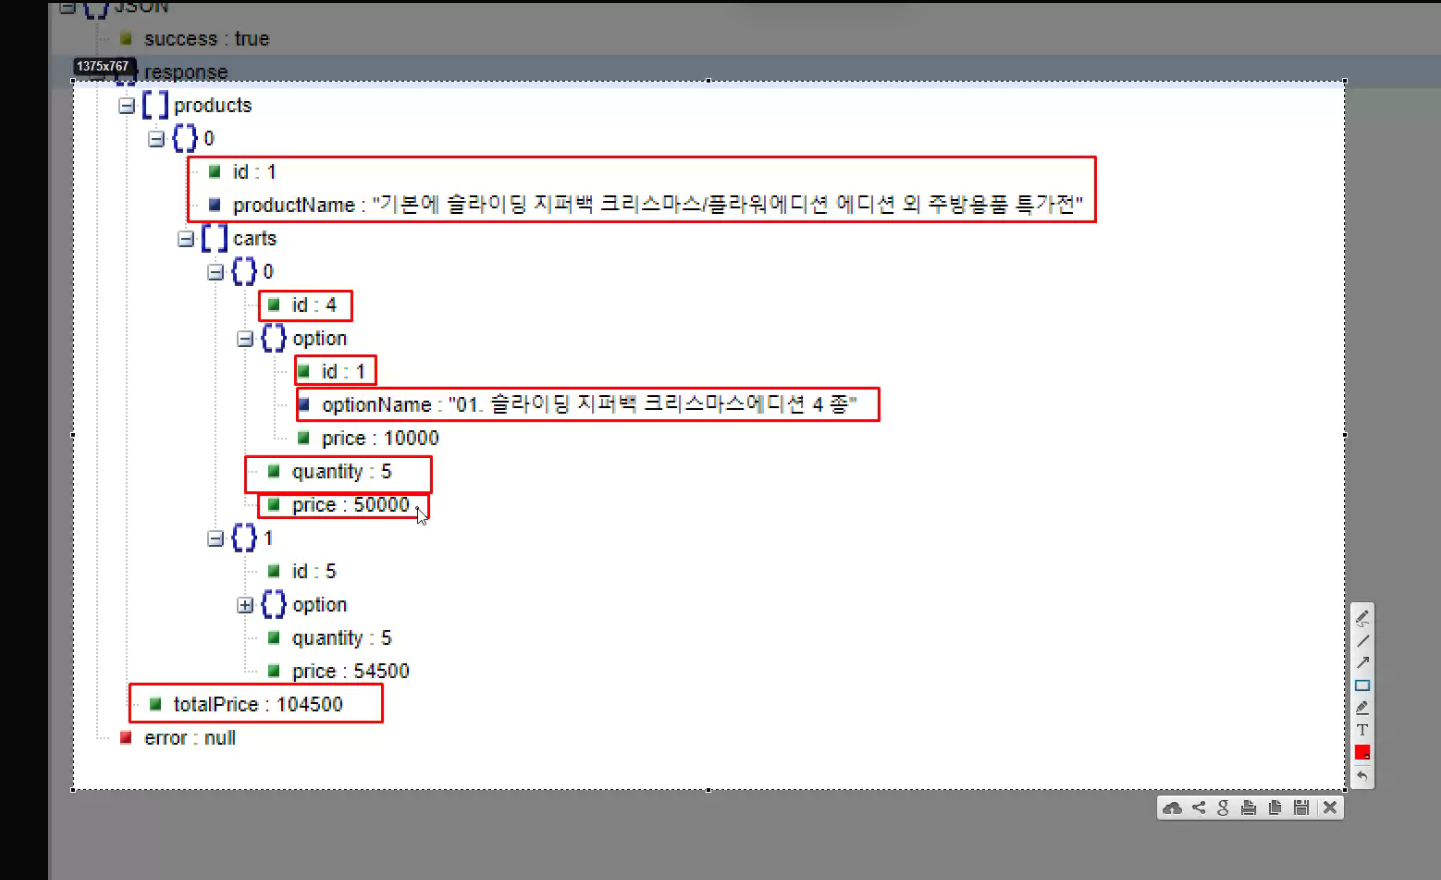 JSON
success : true
1375x767
response
products
0
id : 1
productName : "기본에 슬라이딩 지퍼백 크리스마스/플라워에디션 에디션 외 주방용품 특가전"
carts
0
id : 4
option
id : 1
optionName : "01. 슬라이딩 지퍼백 크리스마스에디션 4 종"
price : 10000
quantity : 5
price : 50000
1
id : 5
option
quantity : 5
price : 54500
totalPrice : 104500
error : null
T
g